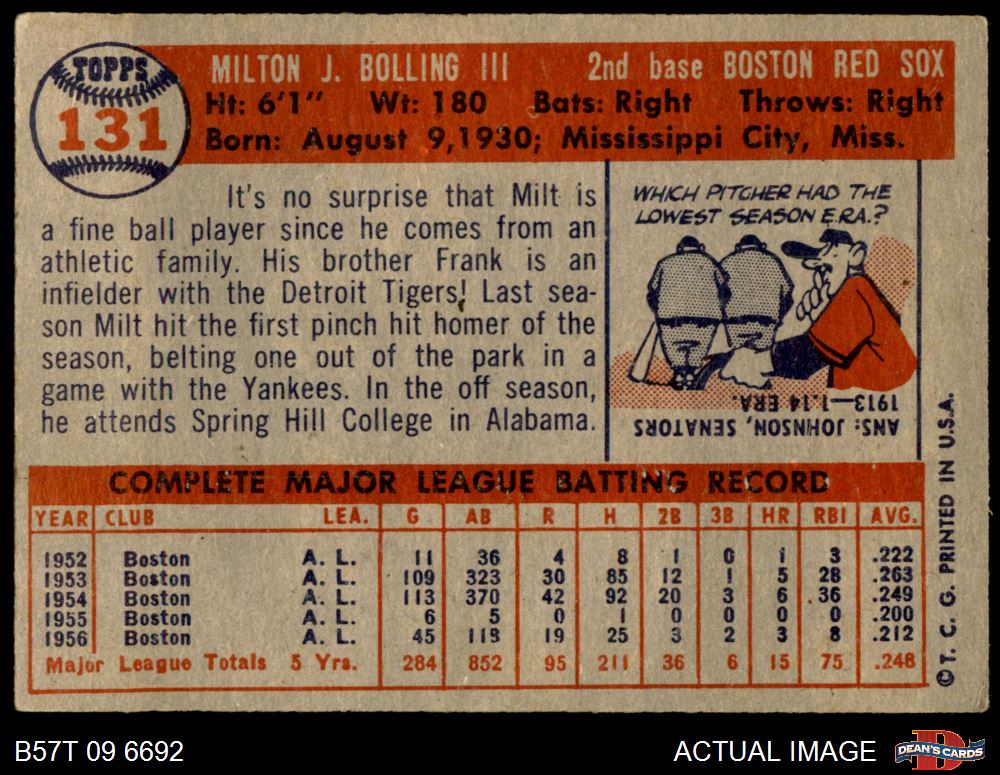 TOPPS
131
MILTON J. BOLLING III 2nd base BOSTON RED SOX
Ht: 6'1" Wt: 180 Bats: Right Throws: Right
Born: August 9, 1930; Mississippi City, Miss.
It's no surprise that Milt is
a fine ball player since he comes from an
athletic family. His brother Frank is an
infielder with the Detroit Tigers! Last sea-
son Milt hit the first pinch hit homer of the
season, belting one out of the park in a
game with the Yankees. In the off season,
he attends Spring Hill College in Alabama.
WHICH PITCHER HAD THE
LOWEST SEASON E.R.A.?
ANS: JOHNSON, SENATORS
1913—1.14 ERA.
COMPLETE MAJOR LEAGUE BATTING RECORD
YEAR CLUB LEA. G AB R H 2B 3B HR RBI AVG.
1952 Boston A. L. 11 36 4 8 1 0 1 3 .222
1953 Boston A. L. 109 323 30 85 12 1 5 28 .263
1954 Boston A. L. 113 370 42 92 20 3 6 36 .249
1955 Boston A. L. 6 5 0 1 0 0 0 0 .200
1956 Boston A. L. 45 118 19 25 3 2 3 8 .212
Major League Totals 5 Yrs. 284 852 95 211 36 6 15 75 .248
© T. C. G. PRINTED IN U.S.A.
B57T 09 6692 ACTUAL IMAGE
DEAN'S CARDS